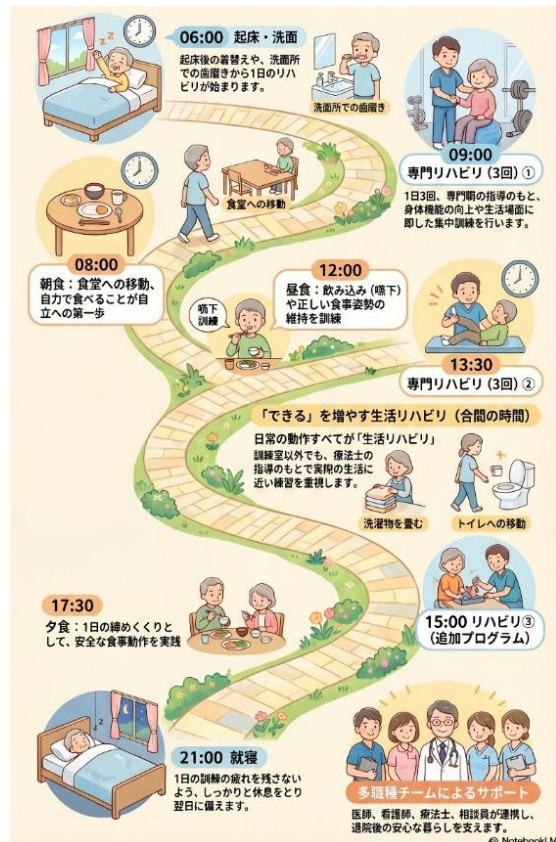 06:00 起床・洗面
起床後の着替えや、洗面所
での歯磨きから1日のリハ
ビリが始まります。
洗面所での歯磨き
09:00
専門リハビリ（3回）①
1日3回、専門職の指導のもと、
身体機能の向上や生活場面に
即した集中訓練を行います。
食堂への移動
08:00
朝食：食堂への移動、
自力で食べることが自
立への第一歩
12:00
昼食：飲み込み（嚥下）
や正しい食事姿勢の
維持を訓練
嚥下
訓練
13:30
専門リハビリ（3回）②
「できる」を増やす生活リハビリ（合間の時間）
日常の動作すべてが「生活リハビリ」
訓練室以外でも、療法士の
指導のもとで実際の生活に
近い練習を重視します。
洗濯物を畳む
トイレへの移動
17:30
夕食：1日の締めくくりと
して、安全な食事動作を実践
15:00 リハビリ③
（追加プログラム）
21:00 就寝
1日の訓練の疲れを残さない
よう、しっかりと休息をとり
翌日に備えます。
多職種チームによるサポート
医師、看護師、療法士、相談員が連携し、
退院後の安心な暮らしを支えます。